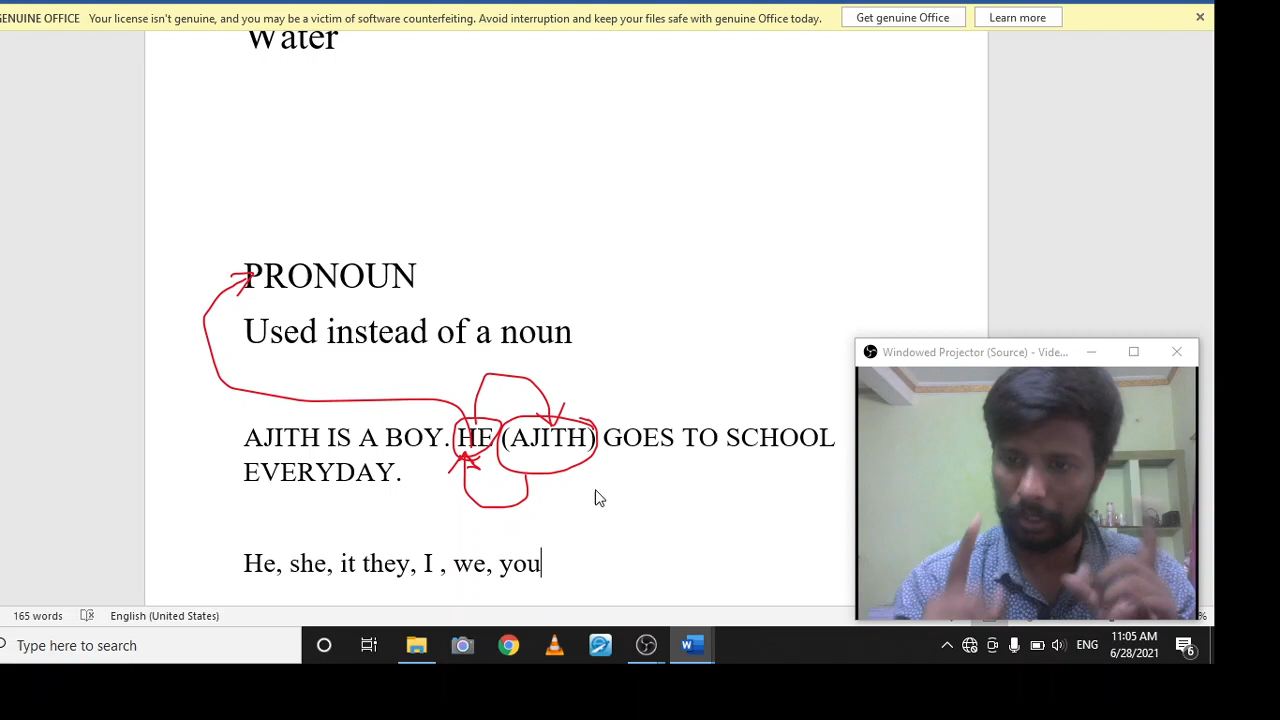 GENUINE OFFICE Your license isn't genuine, and you may be a victim of software counterfeiting. Avoid interruption and keep your files safe with genuine Office today. Get genuine Office Learn more
Water
PRONOUN
Used instead of a noun
Windowed Projector (Source) - Vide...
AJITH IS A BOY. HE (AJITH) GOES TO SCHOOL
EVERYDAY.
He, she, it they, I , we, you
165 words English (United States) %
Type here to search ENG 11:05 AM
6/28/2021 6